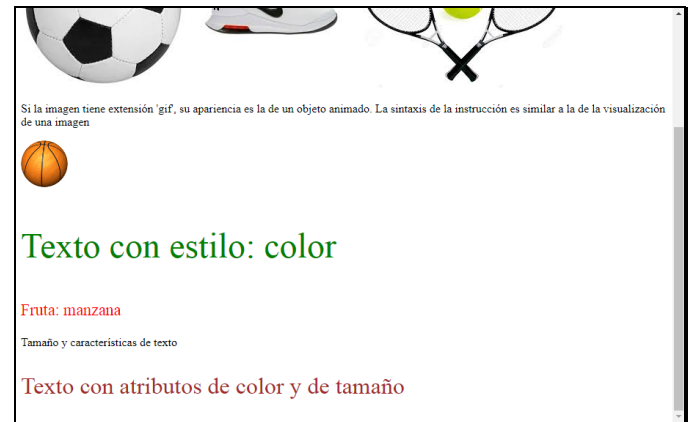 Si la imagen tiene extensión 'gif', su apariencia es la de un objeto animado. La sintaxis de la instrucción es similar a la de la visualización
de una imagen
Texto con estilo: color
Fruta: manzana
Tamaño y caracteristicas de texto
Texto con atributos de color y de tamaño